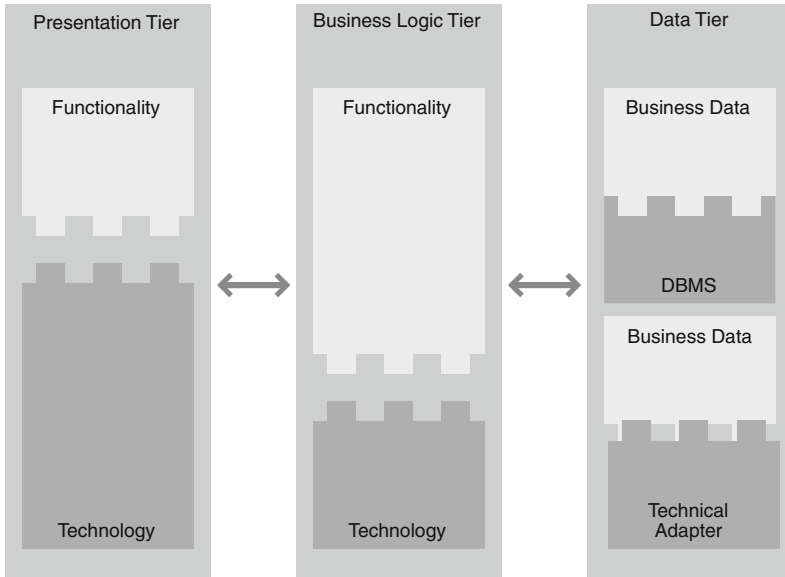 Presentation Tier
Functionality
Technology
Business Logic Tier
Functionality
Technology
Data Tier
Business Data
DBMS
Business Data
Technical
Adapter